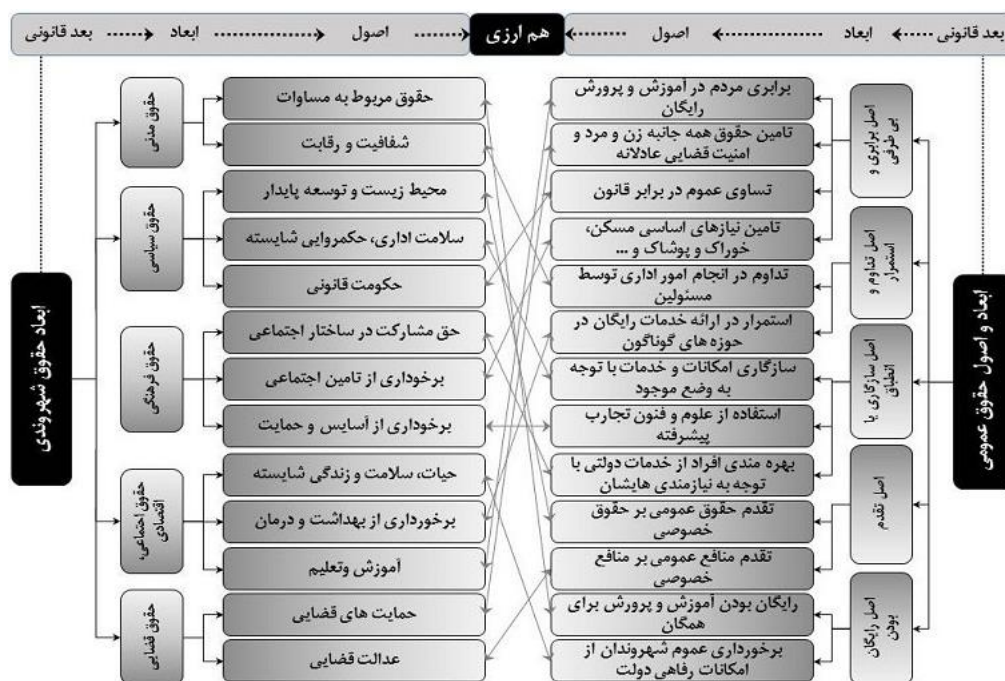 بعد قانونی
ابعاد
اصول
هم ارزی
اصول
ابعاد
بعد قانونی
ابعاد و اصول حقوق عمومی
اصل برابری و
بی طرفی
اصل تداوم و
استمرار
اصل سازگاری یا
انطباق
اصل تقدم
اصل رایگان
بودن
برابری مردم در آموزش و پرورش
رایگان
تامین حقوق همه جانبه زن و مرد و
امنیت قضایی عادلانه
تساوی عموم در برابر قانون
تامین نیازهای اساسی مسکن،
خوراک و پوشاک و ...
تداوم در انجام امور اداری توسط
مسئولین
استمرار در ارائه خدمات رایگان در
حوزه های گوناگون
سازگاری امکانات و خدمات با توجه
به وضع موجود
استفاده از علوم و فنون تجارب
پیشرفته
بهره مندی افراد از خدمات دولتی با
توجه به نیازمندی هایشان
تقدم حقوق عمومی بر حقوق
خصوصی
تقدم منافع عمومی بر منافع
خصوصی
رایگان بودن آموزش و پرورش برای
همگان
برخورداری عموم شهروندان از
امکانات رفاهی دولت
حقوق مربوط به مساوات
شفافیت و رقابت
محیط زیست و توسعه پایدار
سلامت اداری، حکمروایی شایسته
حکومت قانونی
حق مشارکت در ساختار اجتماعی
برخوداری از تامین اجتماعی
برخوداری از آسایس و حمایت
حیات، سلامت و زندگی شایسته
برخورداری از بهداشت و درمان
آموزش وتعلیم
حمایت های قضایی
عدالت قضایی
حقوق مدنی
حقوق سیاسی
حقوق فرهنگی
حقوق اجتماعی،
اقتصادی
حقوق قضایی
ابعاد حقوق شهروندی